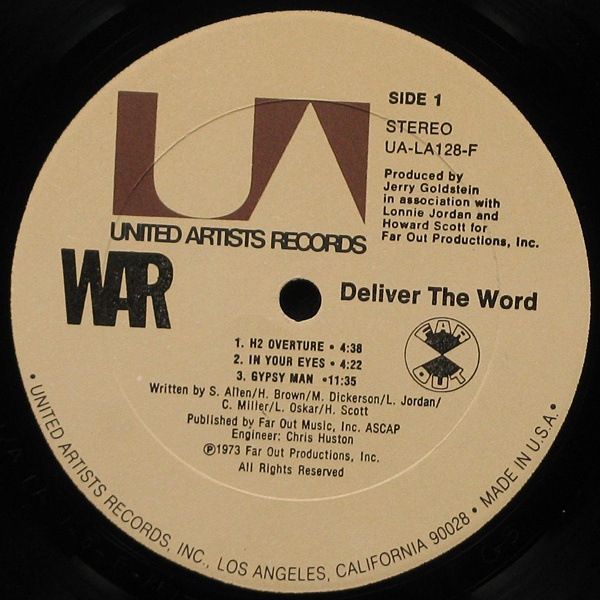 UA
SIDE 1
STEREO
UA-LA128-F
Produced by
Jerry Goldstein
in association with
Lonnie Jordan and
Howard Scott for
Far Out Productions, Inc.
UNITED ARTISTS RECORDS
WAR
Deliver The Word
FAR
OUT
1. H2 OVERTURE • 4:38
2. IN YOUR EYES • 4:22
3. GYPSY MAN •11:35
Written by S. Allen/H. Brown/M. Dickerson/L. Jordan/
C. Miller/L. Oskar/H. Scott
Published by Far Out Music, Inc. ASCAP
Engineer: Chris Huston
Ⓟ1973 Far Out Productions, Inc.
All Rights Reserved
• UNITED ARTISTS RECORDS, INC., LOS ANGELES, CALIFORNIA 90028 • MADE IN U.S.A. •